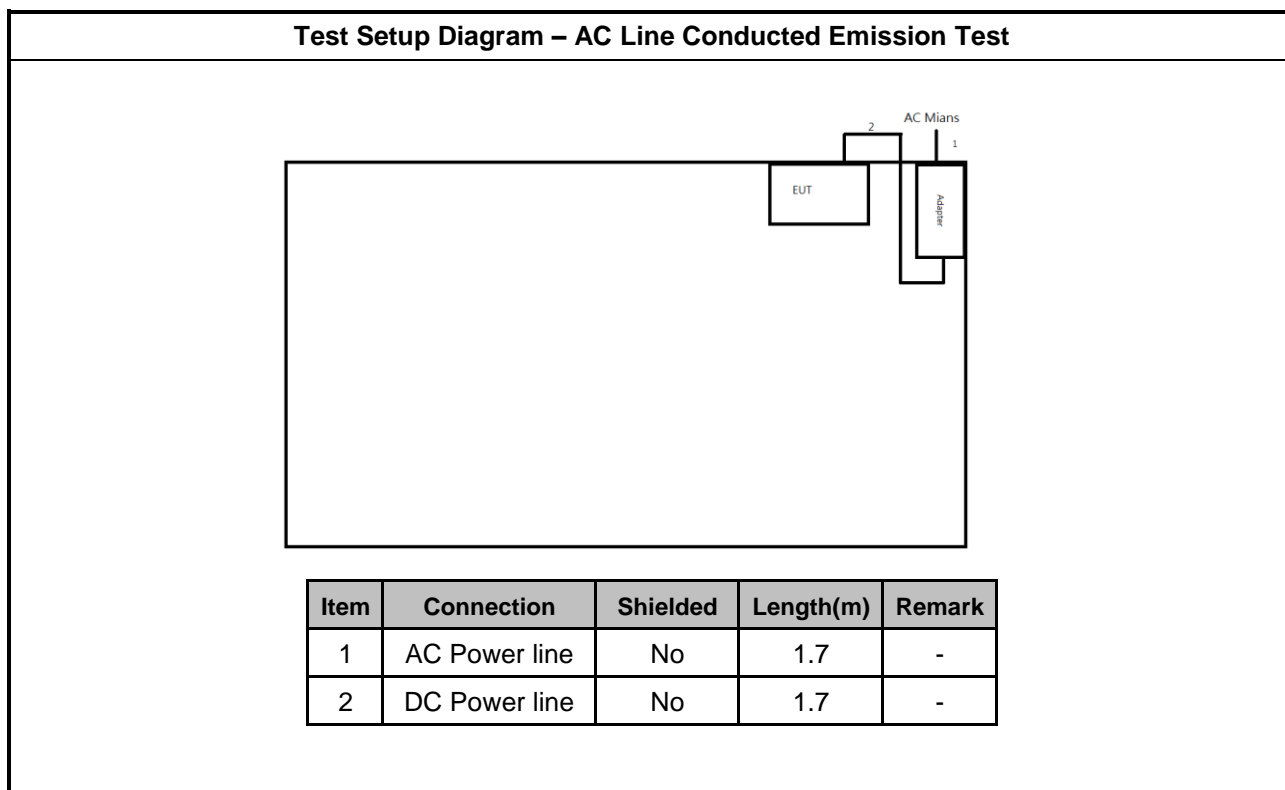 Test Setup Diagram – AC Line Conducted Emission Test
AC Mians
2
1
EUT
Adapter
Item Connection Shielded Length(m) Remark
1 AC Power line No 1.7 -
2 DC Power line No 1.7 -